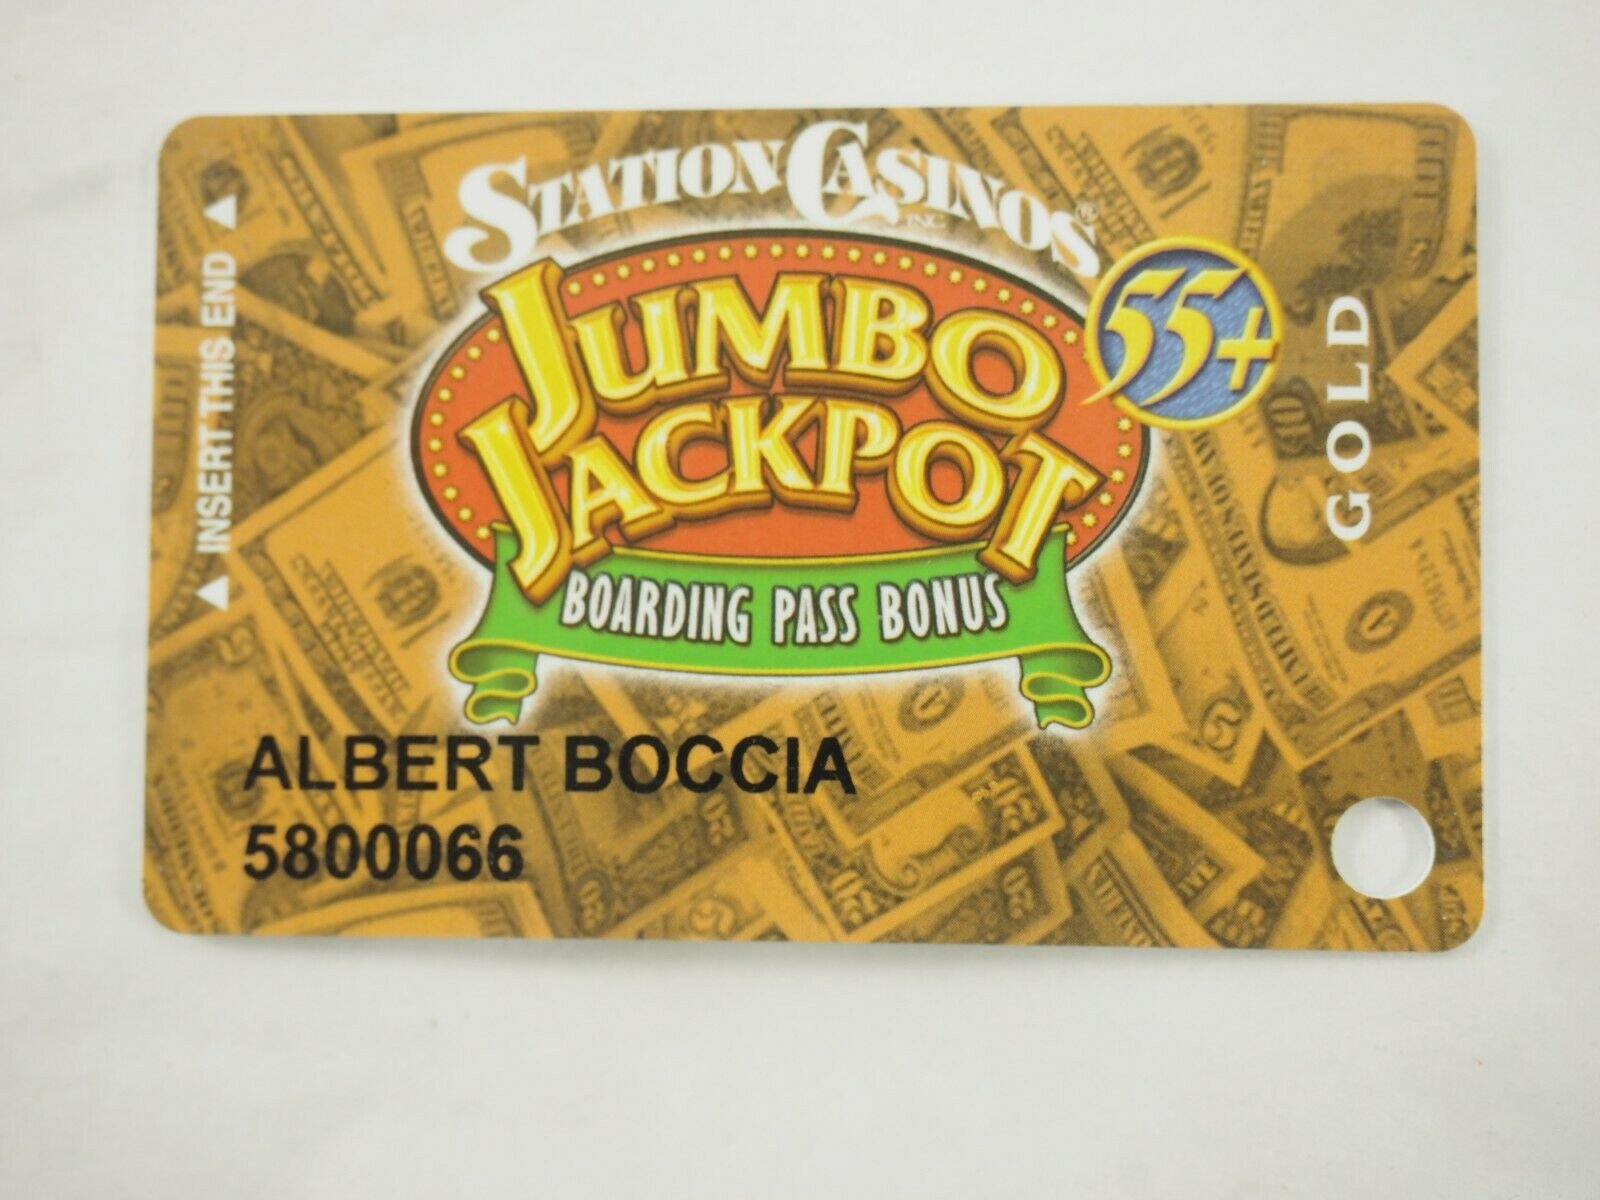 STATION CASINOS®
INC
JUMBO
JACKPOT
55+
BOARDING PASS BONUS
GOLD
▲ INSERT THIS END ▲
ALBERT BOCCIA
5800066